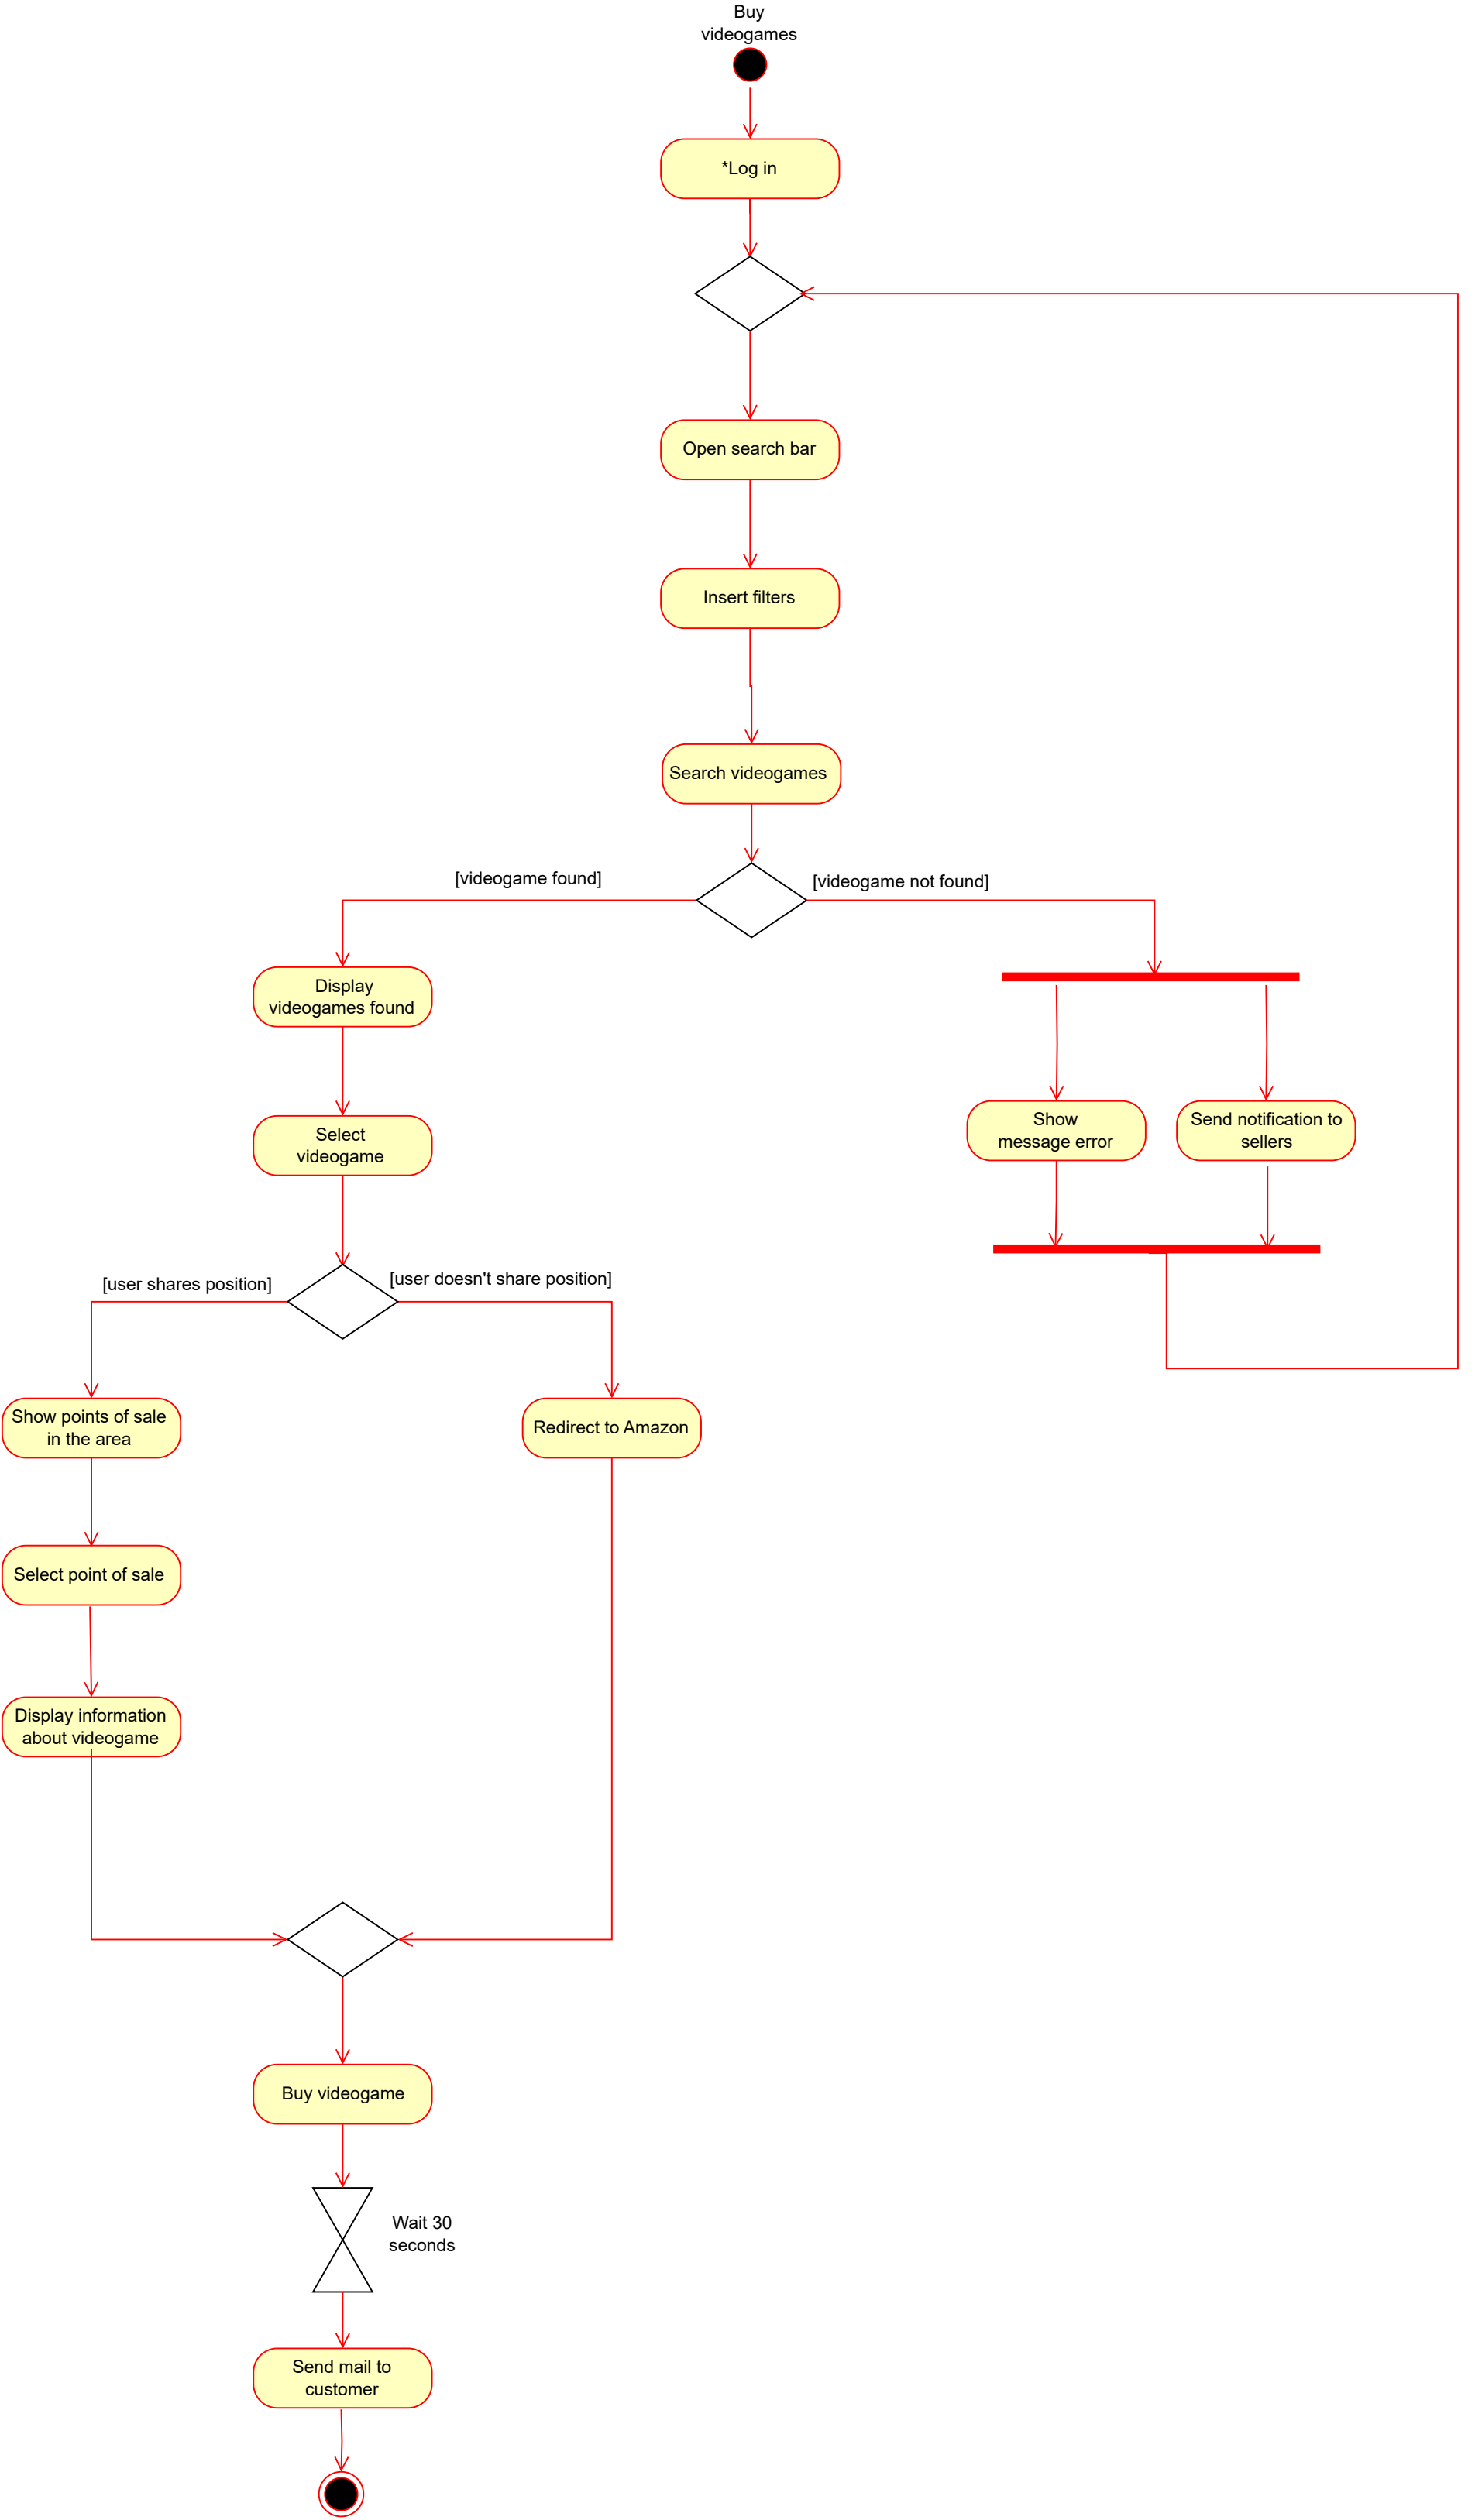 Buy
videogames
*Log in
Open search bar
Insert filters
Search videogames
[videogame found]
[videogame not found]
Display
videogames found
Select
videogame
Show
message error
Send notification to
sellers
[user shares position]
[user doesn't share position]
Show points of sale
in the area
Redirect to Amazon
Select point of sale
Display information
about videogame
Buy videogame
Wait 30
seconds
Send mail to
customer